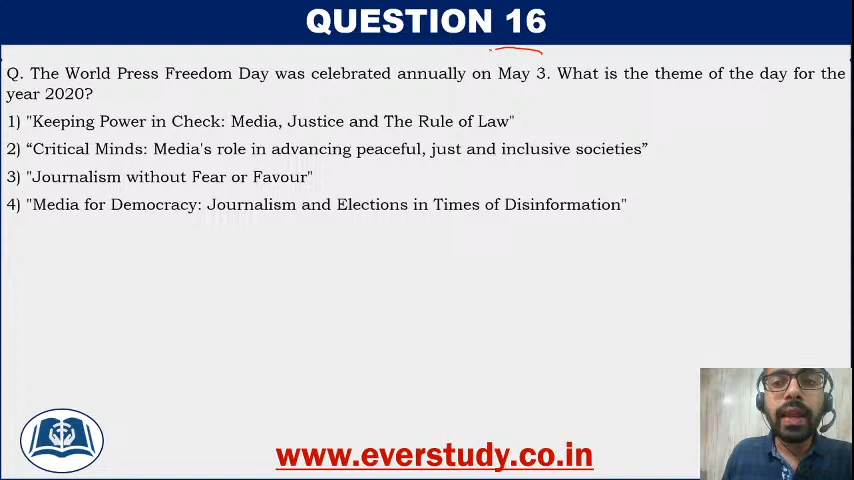 QUESTION 16
Q. The World Press Freedom Day was celebrated annually on May 3. What is the theme of the day for the
year 2020?
1) "Keeping Power in Check: Media, Justice and The Rule of Law"
2) “Critical Minds: Media's role in advancing peaceful, just and inclusive societies”
3) "Journalism without Fear or Favour"
4) "Media for Democracy: Journalism and Elections in Times of Disinformation"
www.everstudy.co.in